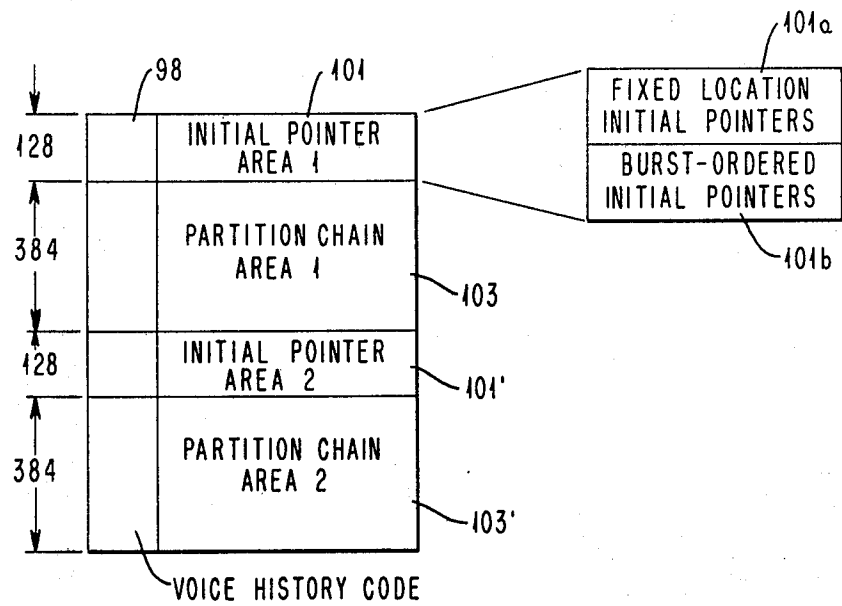 98
101
101a
128
INITIAL POINTER
AREA 1
FIXED LOCATION
INITIAL POINTERS
BURST-ORDERED
INITIAL POINTERS
101b
384
PARTITION CHAIN
AREA 1
103
128
INITIAL POINTER
AREA 2
101'
384
PARTITION CHAIN
AREA 2
103'
VOICE HISTORY CODE